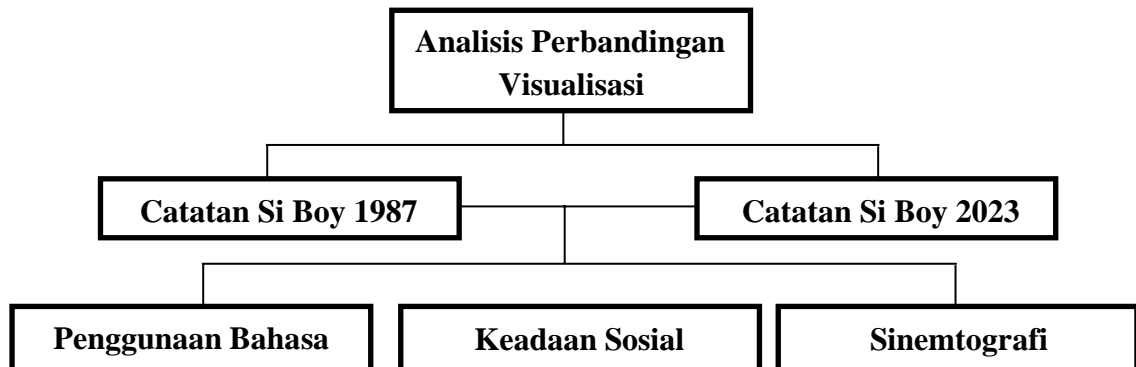 Analisis Perbandingan
Visualisasi
Catatan Si Boy 1987
Catatan Si Boy 2023
Penggunaan Bahasa
Keadaan Sosial
Sinemtografi